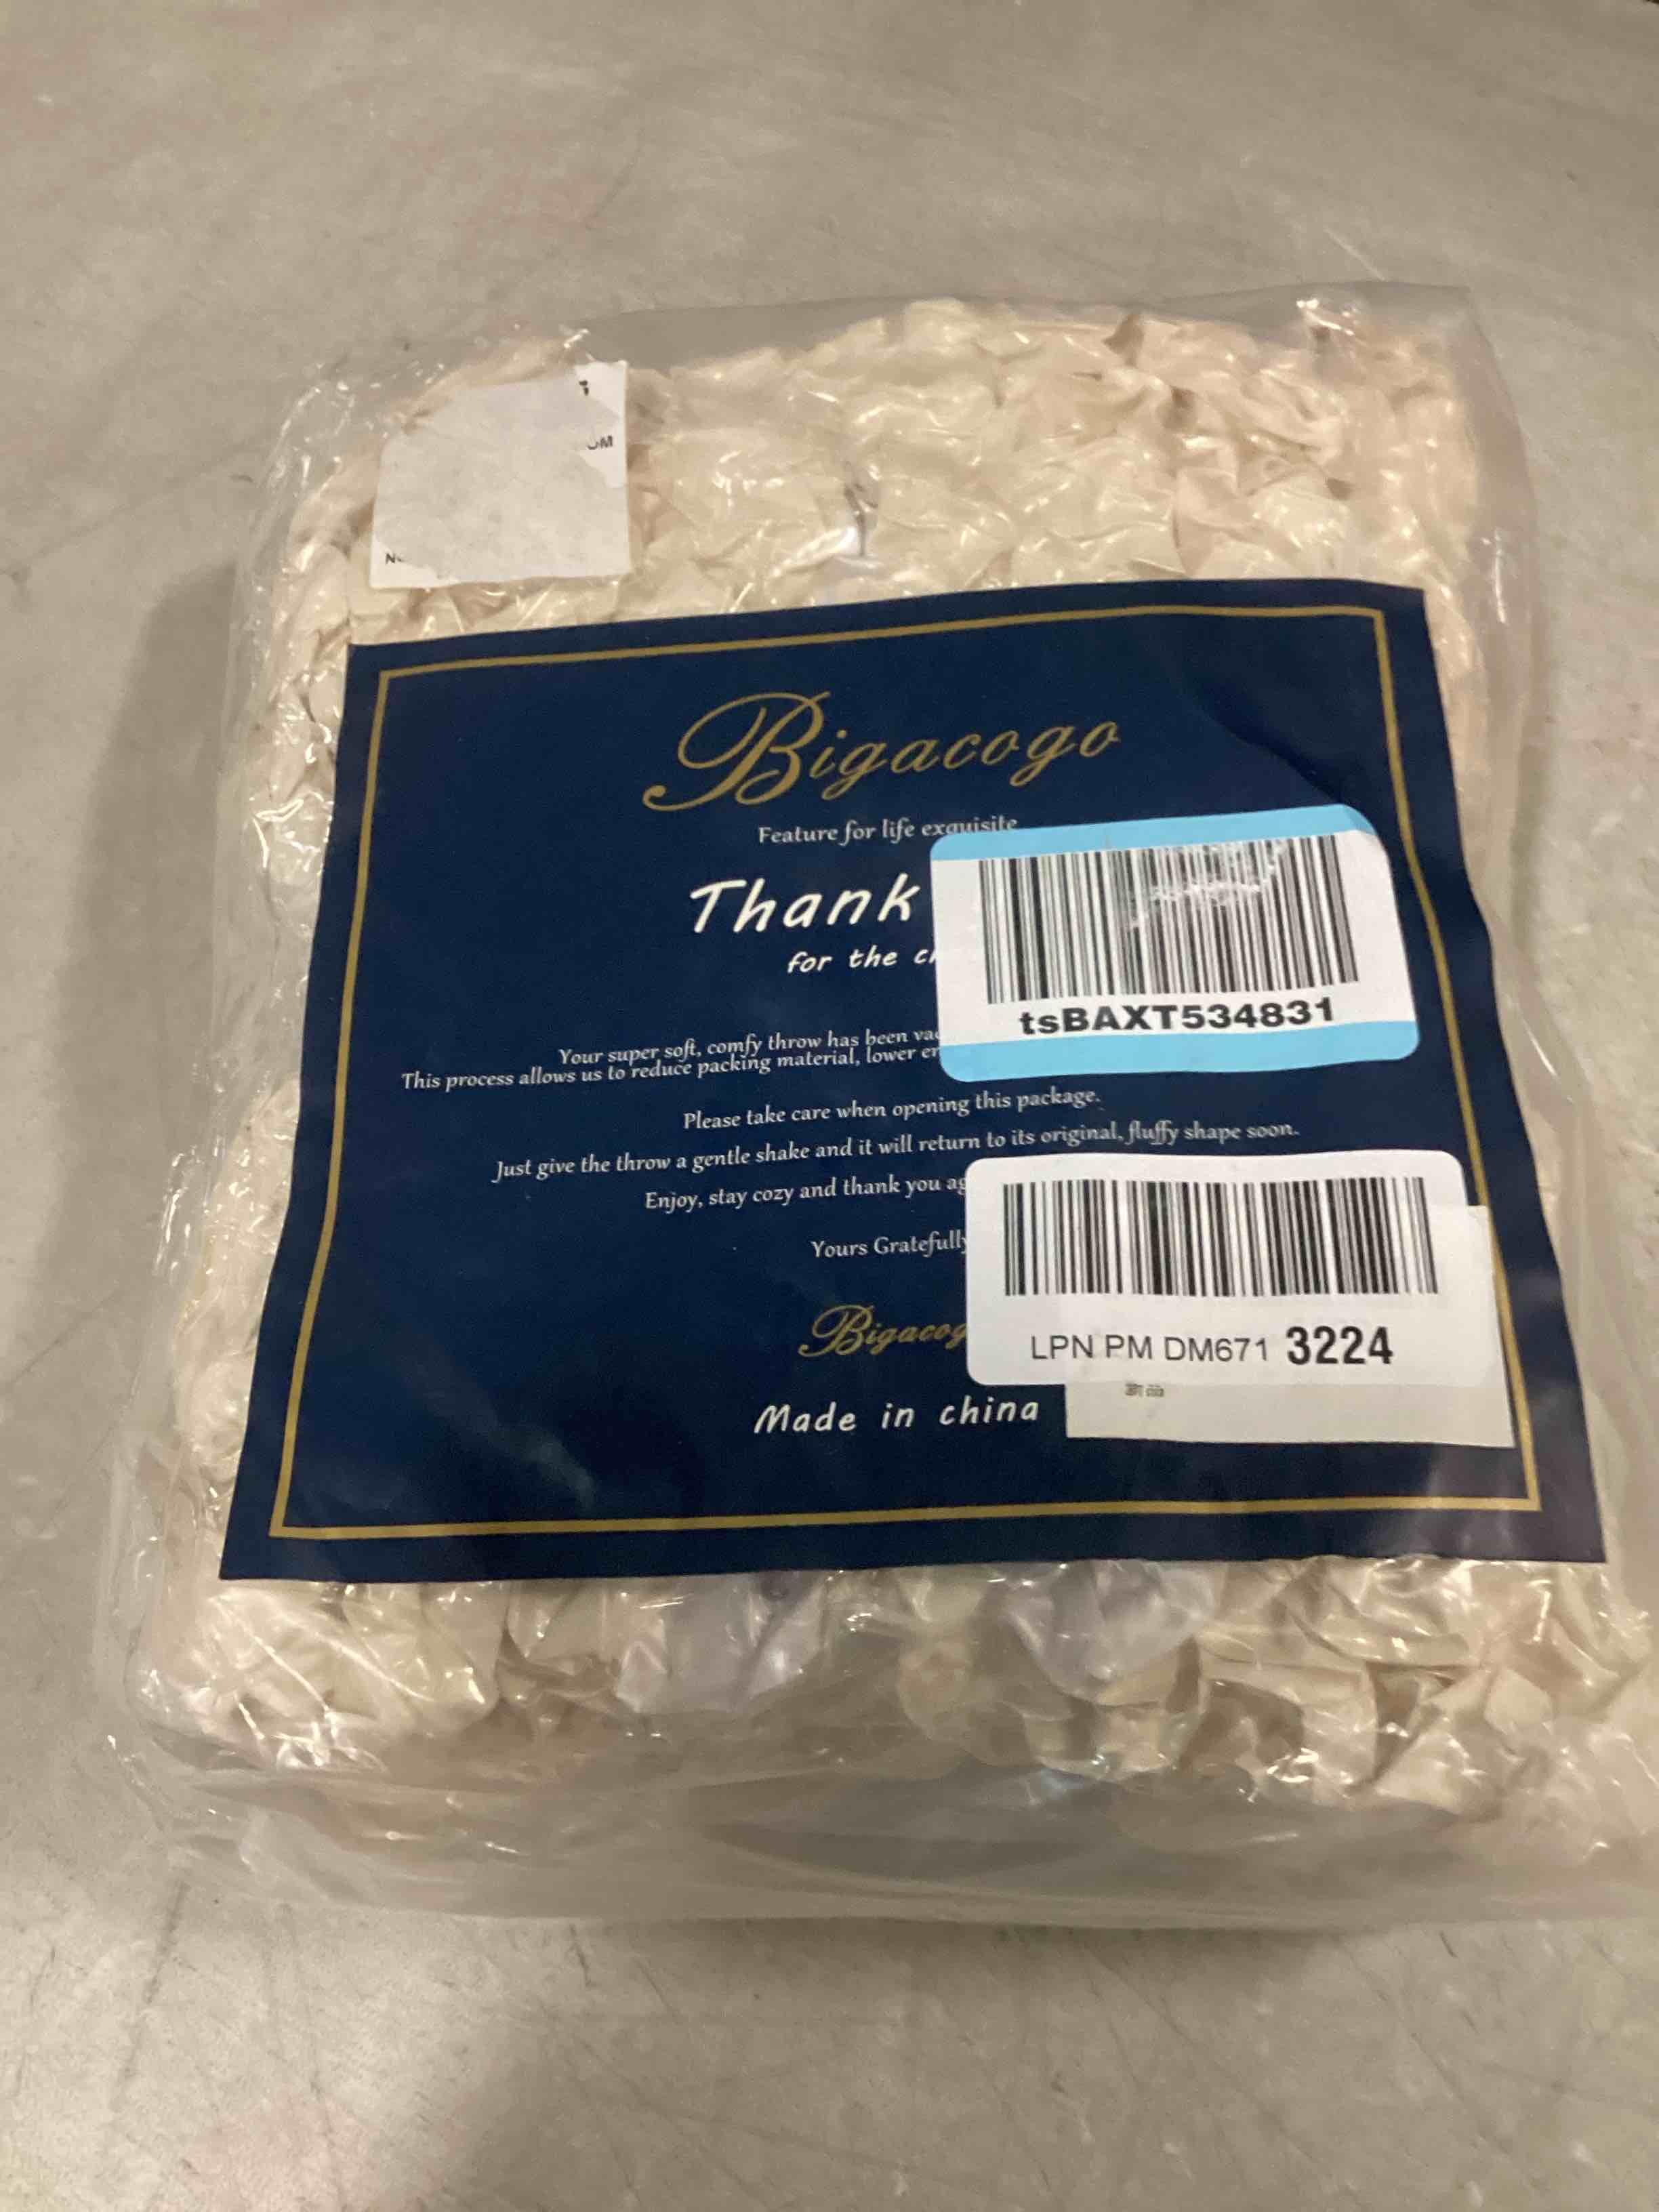 Bigacogo
Feature for life exquisite
Thank
for the
tsBAXT534831
Your super soft, comfy throw has been
This process allows us to reduce packing material, lower
Please take care when opening this package.
Just give the throw a gentle shake and it will return to its original, fluffy shape soon.
Enjoy, stay cozy and thank you
Yours Gratefully
LPN PM DM671 3224
Bigacog
新品
Made in china